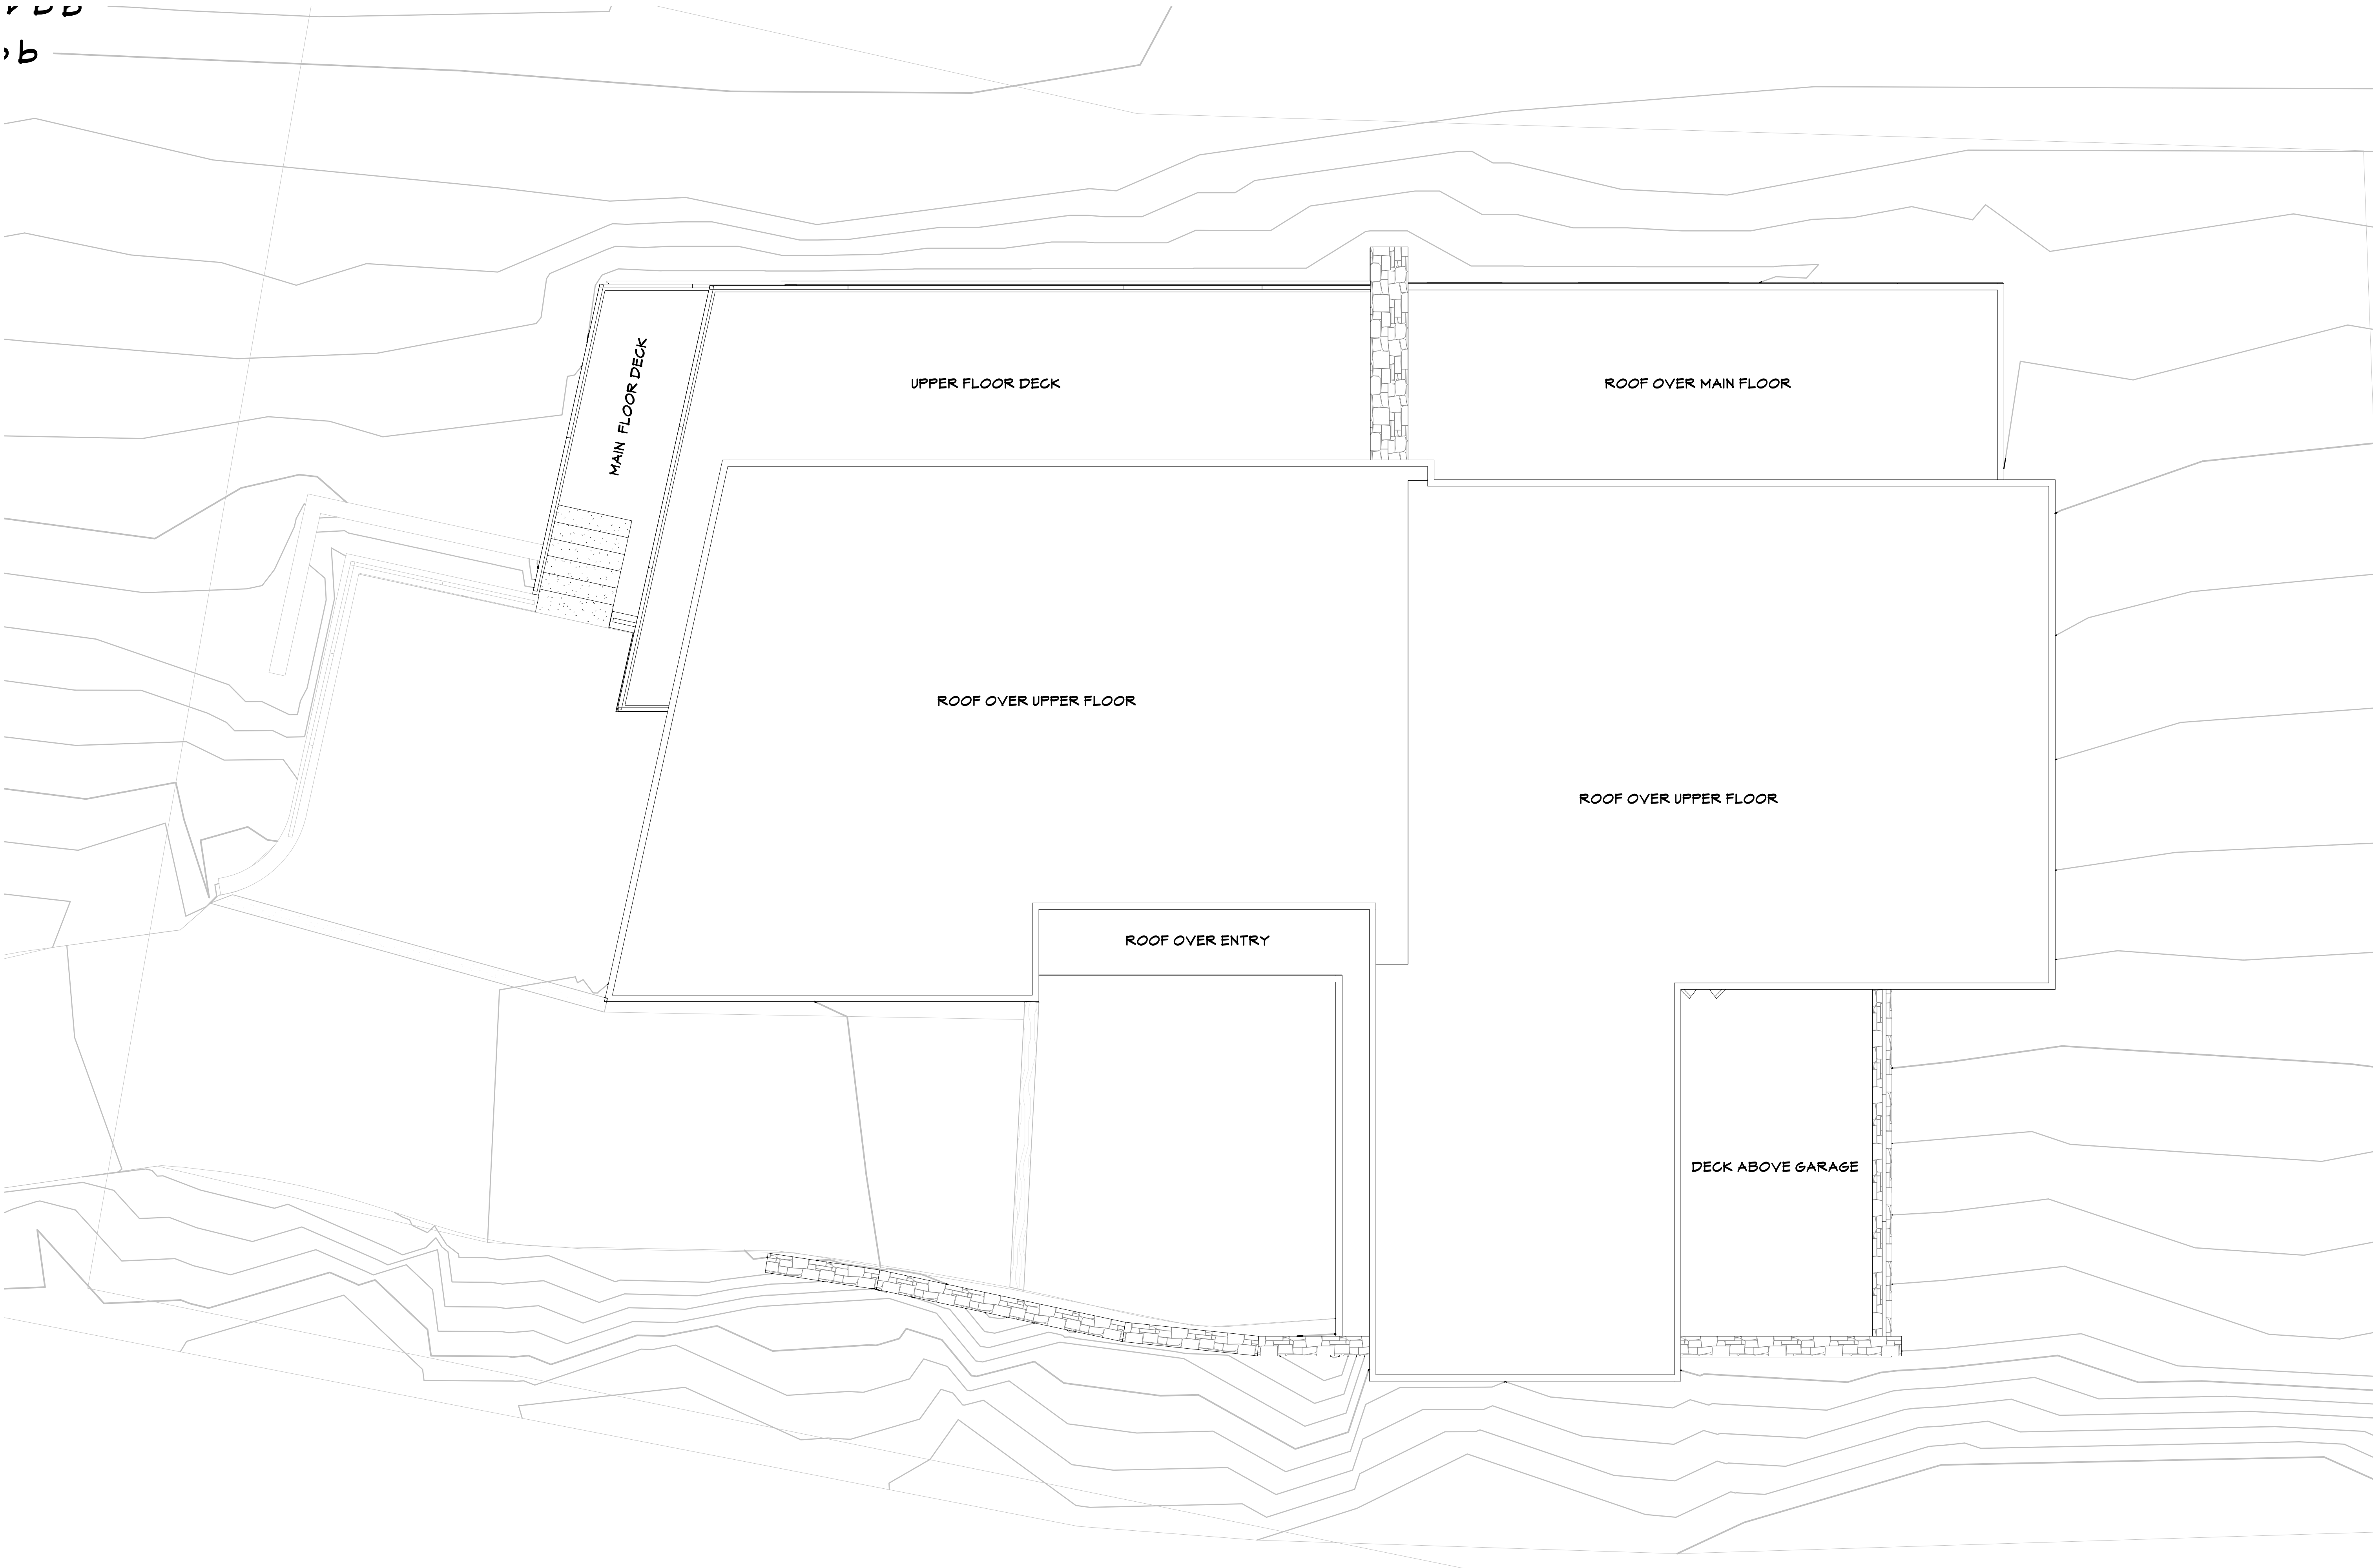 MAIN FLOOR DECK
UPPER FLOOR DECK
ROOF OVER MAIN FLOOR
ROOF OVER UPPER FLOOR
ROOF OVER UPPER FLOOR
ROOF OVER ENTRY
DECK ABOVE GARAGE